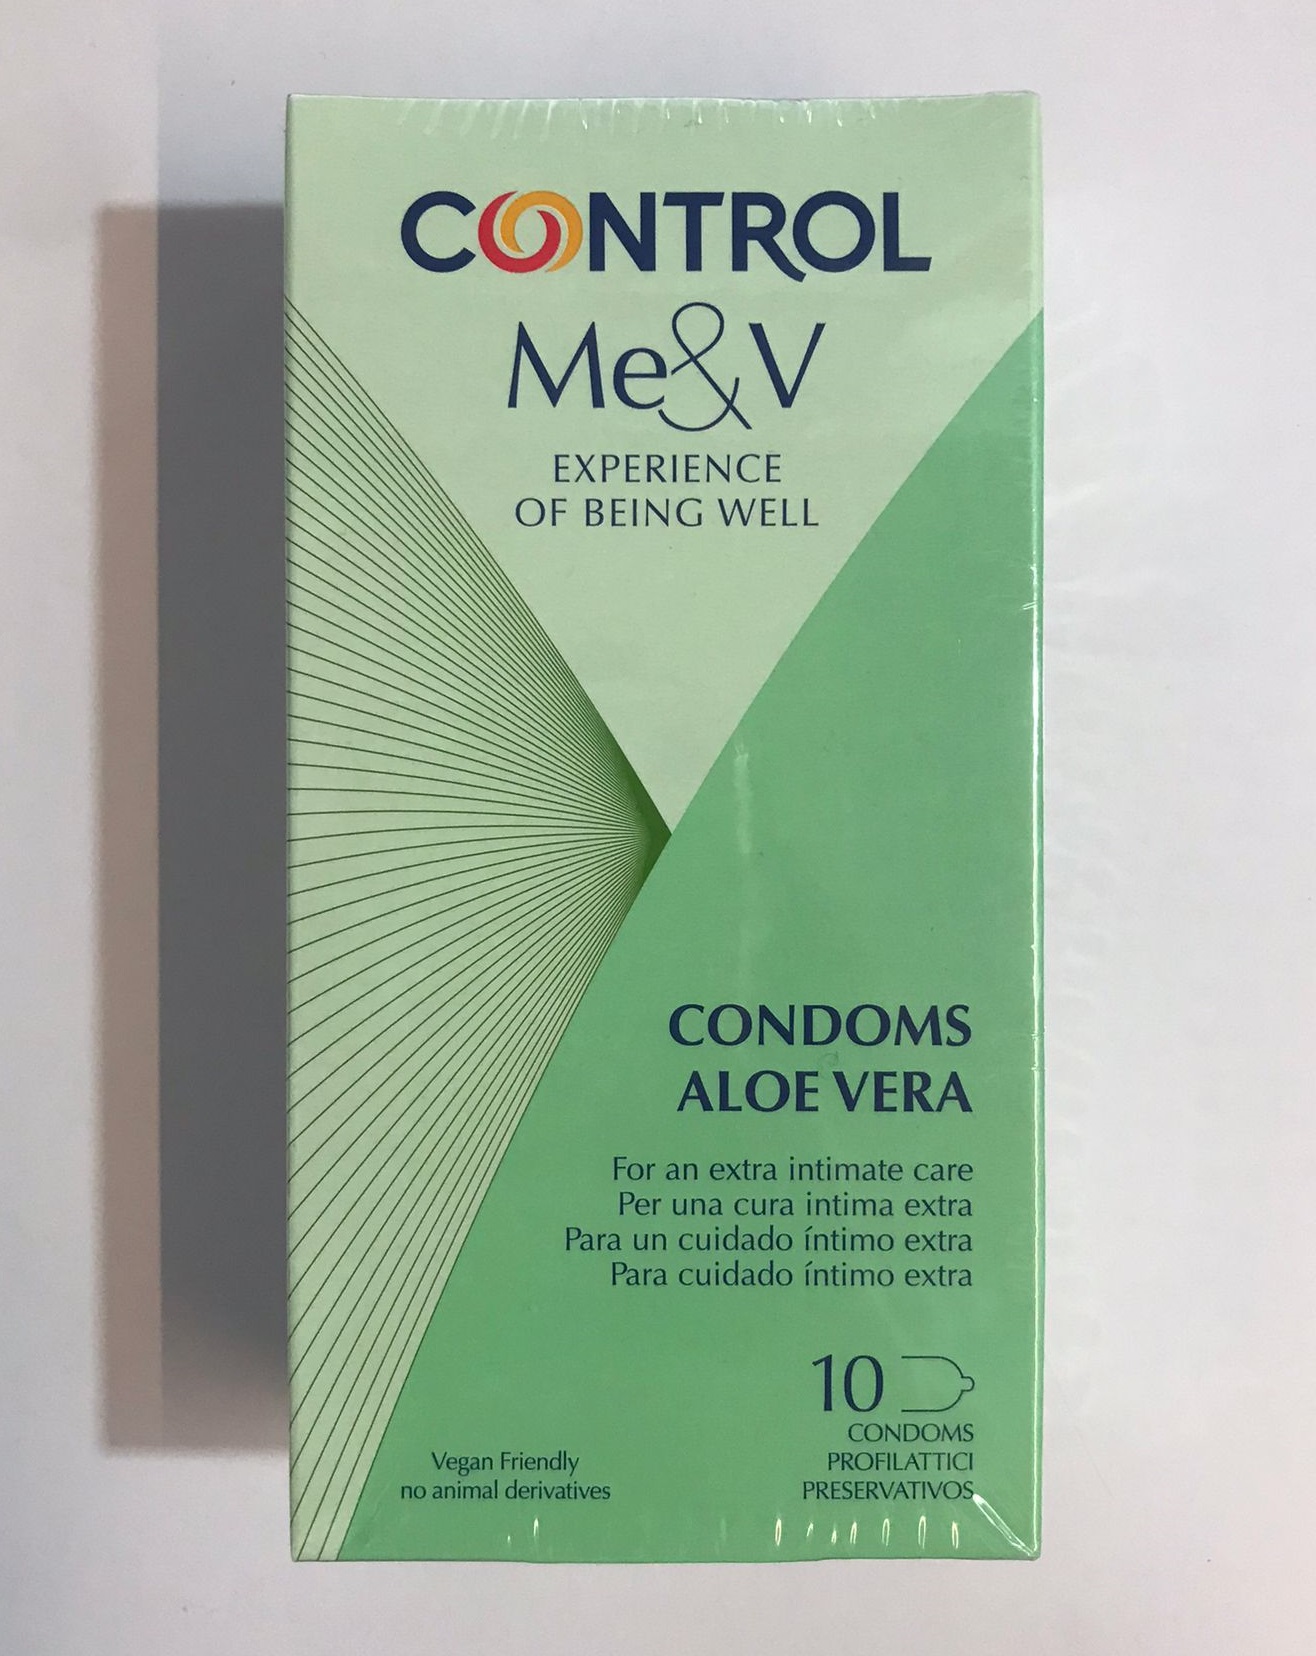 CONTROL
Me&V
EXPERIENCE
OF BEING WELL
CONDOMS
ALOE VERA
For an extra intimate care
Per una cura intima extra
Para un cuidado íntimo extra
Para cuidado íntimo extra
10
CONDOMS
PROFILATTICI
PRESERVATIVOS
Vegan Friendly
no animal derivatives